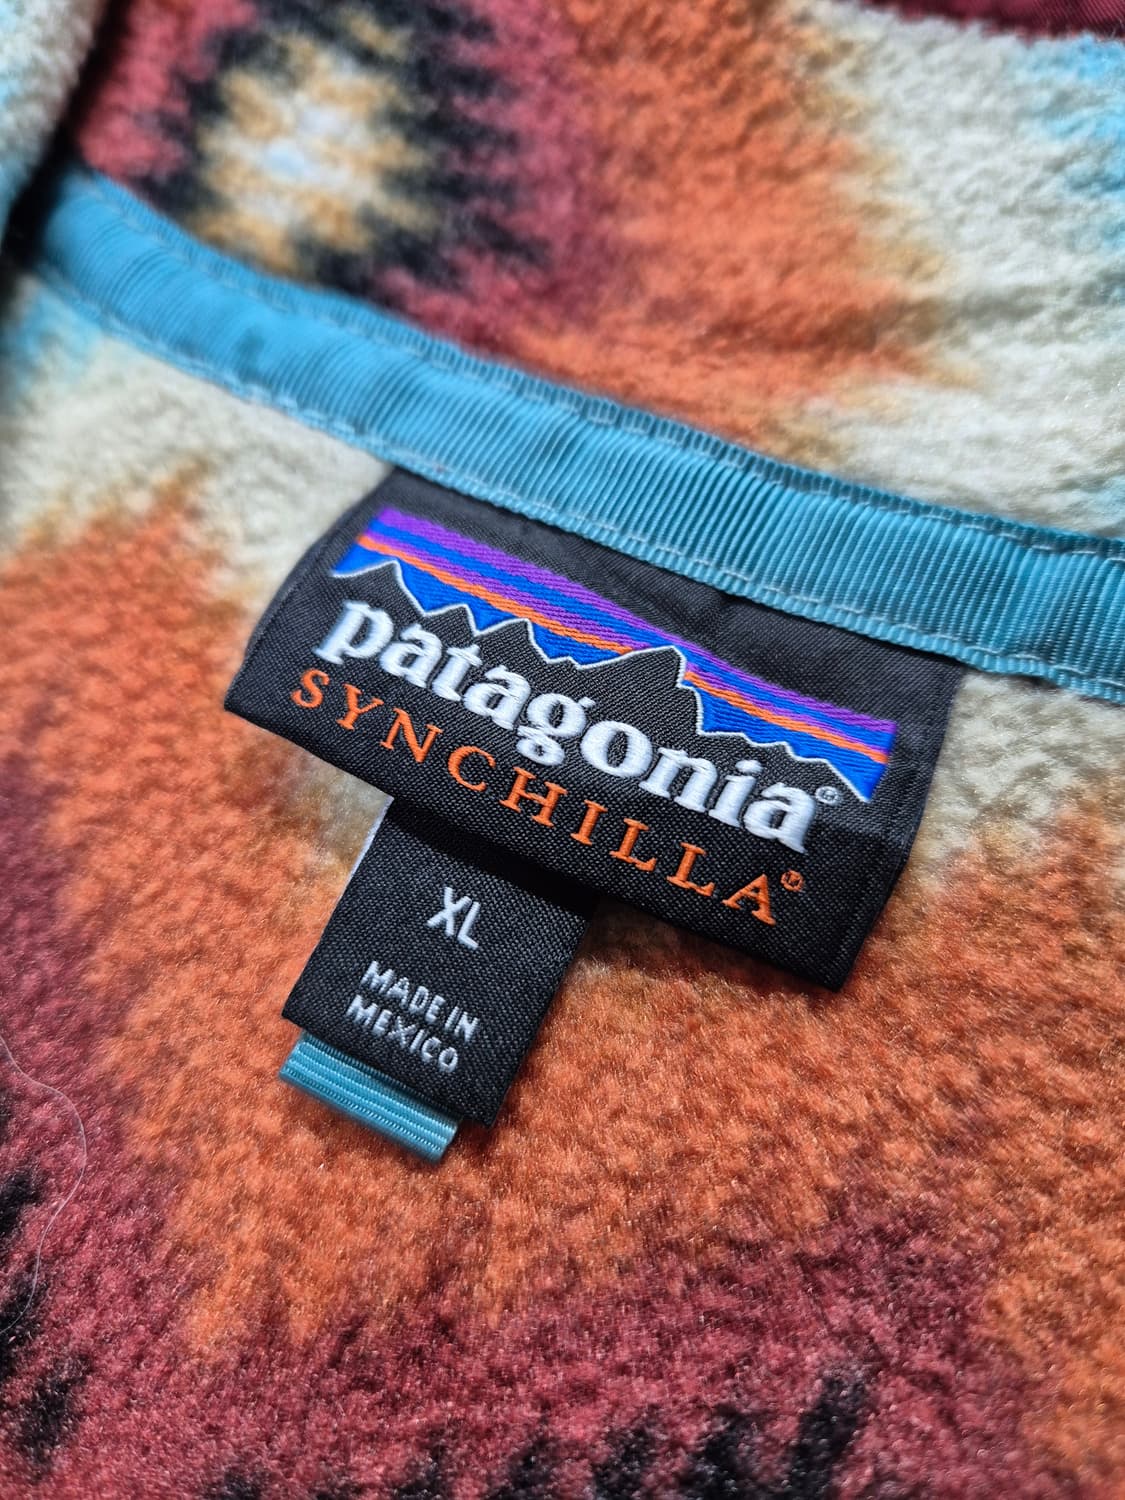 patagonia®
SYNCHILLA®
XL
MADE IN
MEXICO